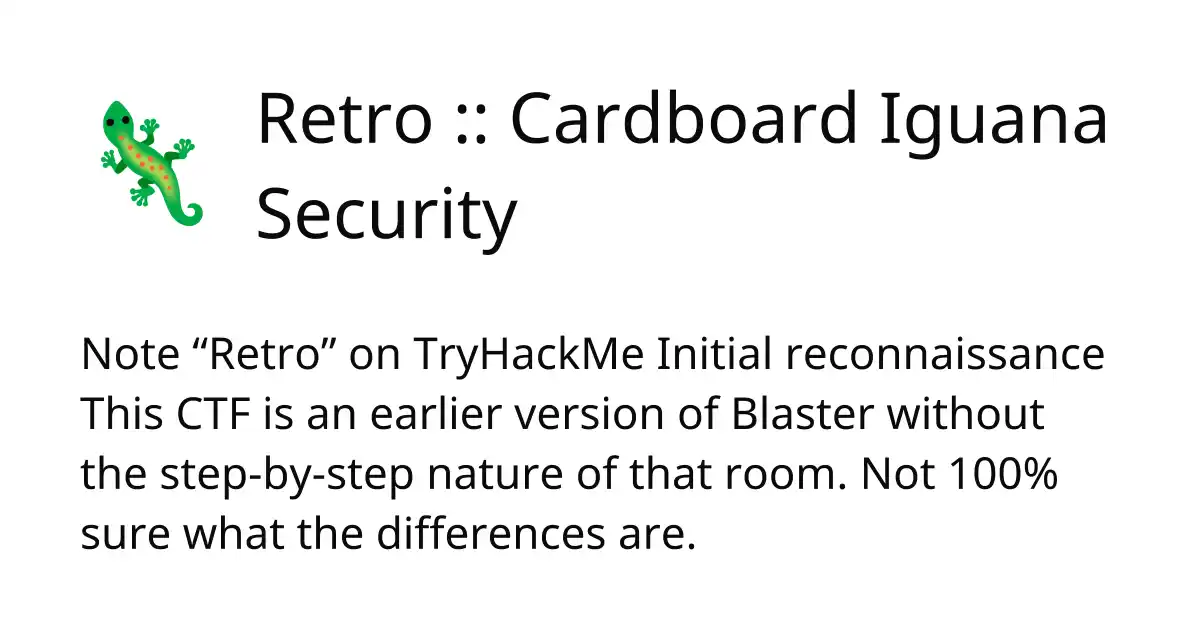 Retro :: Cardboard Iguana
Security
Note “Retro” on TryHackMe Initial reconnaissance
This CTF is an earlier version of Blaster without
the step-by-step nature of that room. Not 100%
sure what the differences are.